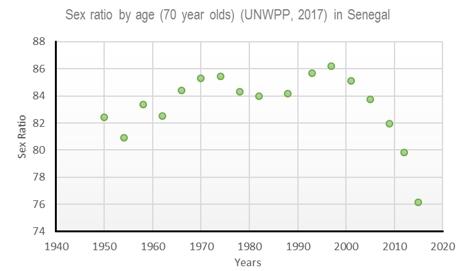 Sex ratio by age (70 year olds) (UNWPP, 2017) in Senegal
88
86
84
82
80
78
76
74
Sex Ratio
1940 1950 1960 1970 1980 1990 2000 2010 2020
Years